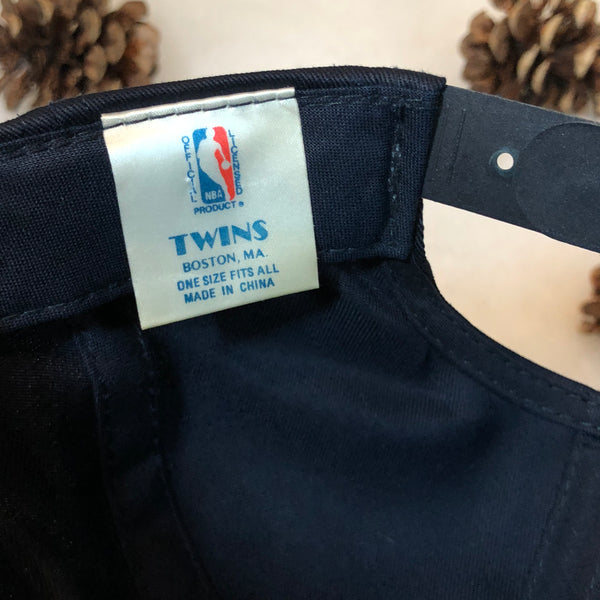 OFFICIAL LICENSED
NBA
PRODUCT ®
TWINS
BOSTON, MA.
ONE SIZE FITS ALL
MADE IN CHINA